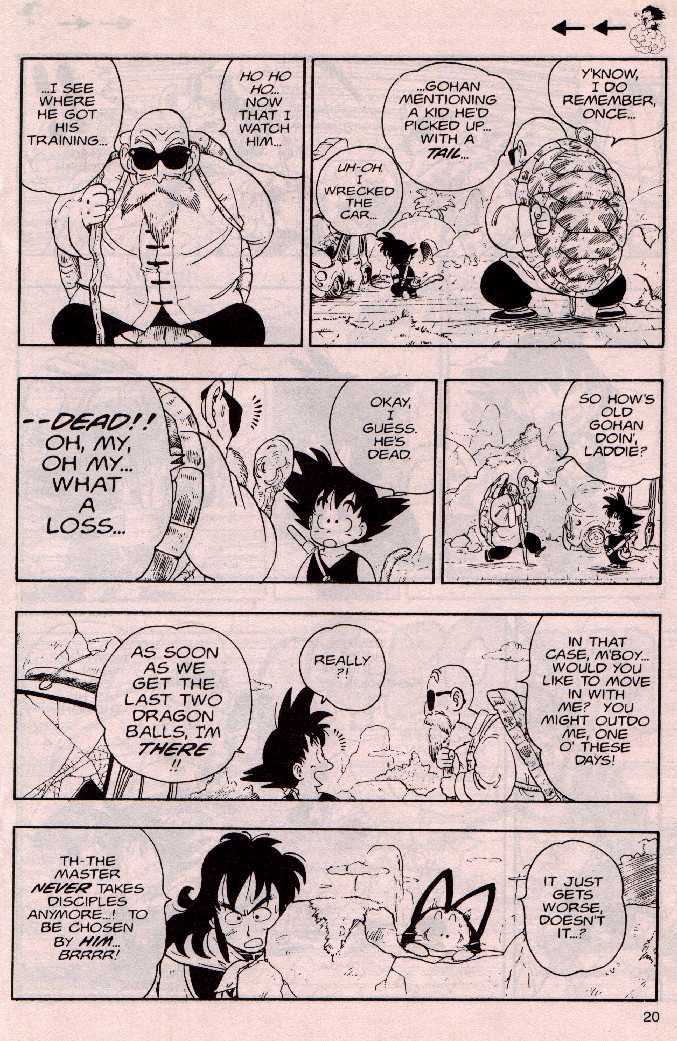 Y'KNOW,
I DO
REMEMBER,
ONCE...
...GOHAN
MENTIONING
A KID HE'D
PICKED UP...
WITH A
TAIL...
UH-OH.
I
WRECKED
THE
CAR...
HO HO
HO...
NOW
THAT I
WATCH
HIM...
...I SEE
WHERE
HE GOT
HIS
TRAINING...
SO HOW'S
OLD
GOHAN
DOIN',
LADDIE?
OKAY,
I
GUESS.
HE'S
DEAD.
--DEAD!!
OH, MY,
OH MY...
WHAT
A
LOSS...
IN THAT
CASE, M'BOY...
WOULD YOU
LIKE TO MOVE
IN WITH
ME? YOU
MIGHT OUTDO
ME, ONE
O' THESE
DAYS!
REALLY
?!
AS SOON
AS WE
GET THE
LAST TWO
DRAGON
BALLS, I'M
THERE
!!
IT JUST
GETS
WORSE,
DOESN'T
IT...?
TH-THE
MASTER
NEVER TAKES
DISCIPLES
ANYMORE...! TO
BE CHOSEN
BY HIM...
BRRRR!
20